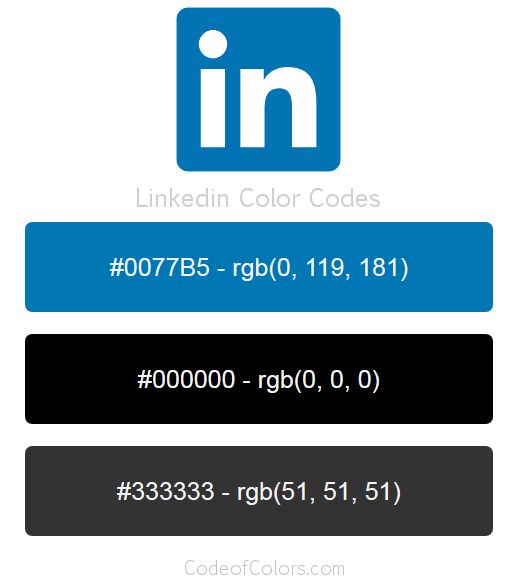 in
Linkedin Color Codes
#0077B5 - rgb(0, 119, 181)
#000000 - rgb(0, 0, 0)
#333333 - rgb(51, 51, 51)
CodeofColors.com